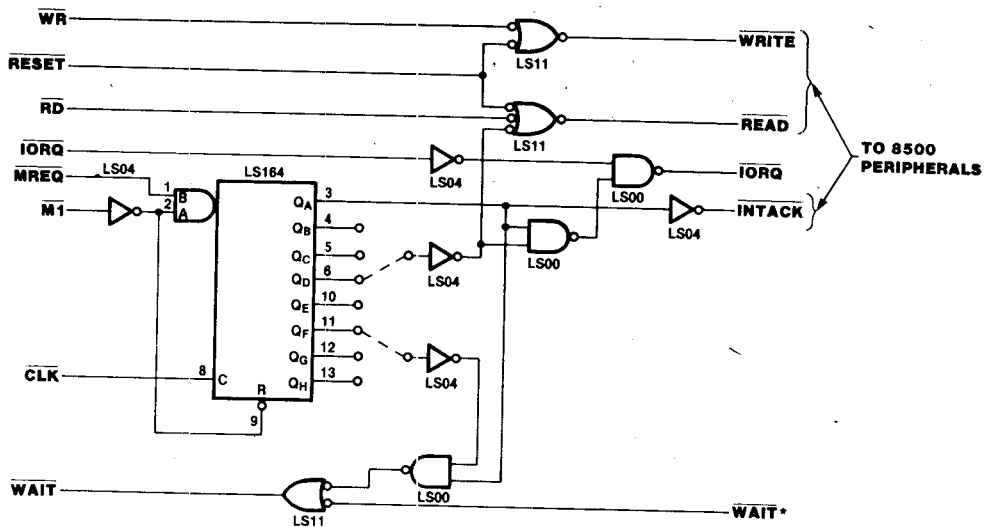 WR
WRITE
LS11
RESET
RD
READ
LS11
TO 8500
PERIPHERALS
IORQ
LS04
IORQ
LS00
MREQ
LS04
LS164
1
B
2
A
M1
QA
3
INTACK
LS04
QB
4
LS00
QC
5
QD
6
LS04
QE
10
QF
11
QG
12
LS04
QH
13
CLK
8
C
R
9
LS00
WAIT
LS11
WAIT*